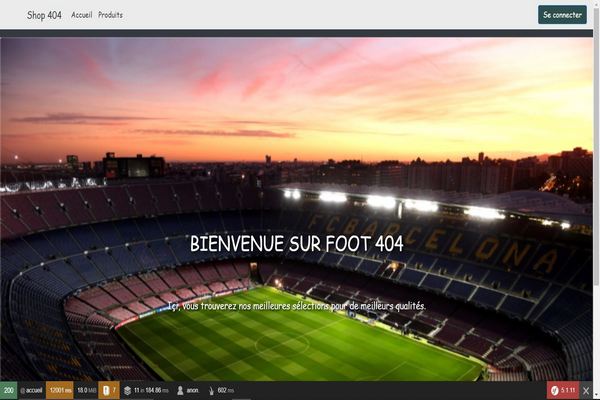 Shop 404 Accueil Produits Se connecter
FC BARCELONA
BIENVENUE SUR FOOT 404
Içi, vous trouverez nos meilleures sélections pour de meilleurs qualités.
200 @ accueil 12001 ms 18.0 MiB 7 11 in 184.86 ms anon. 602 ms 5.1.11